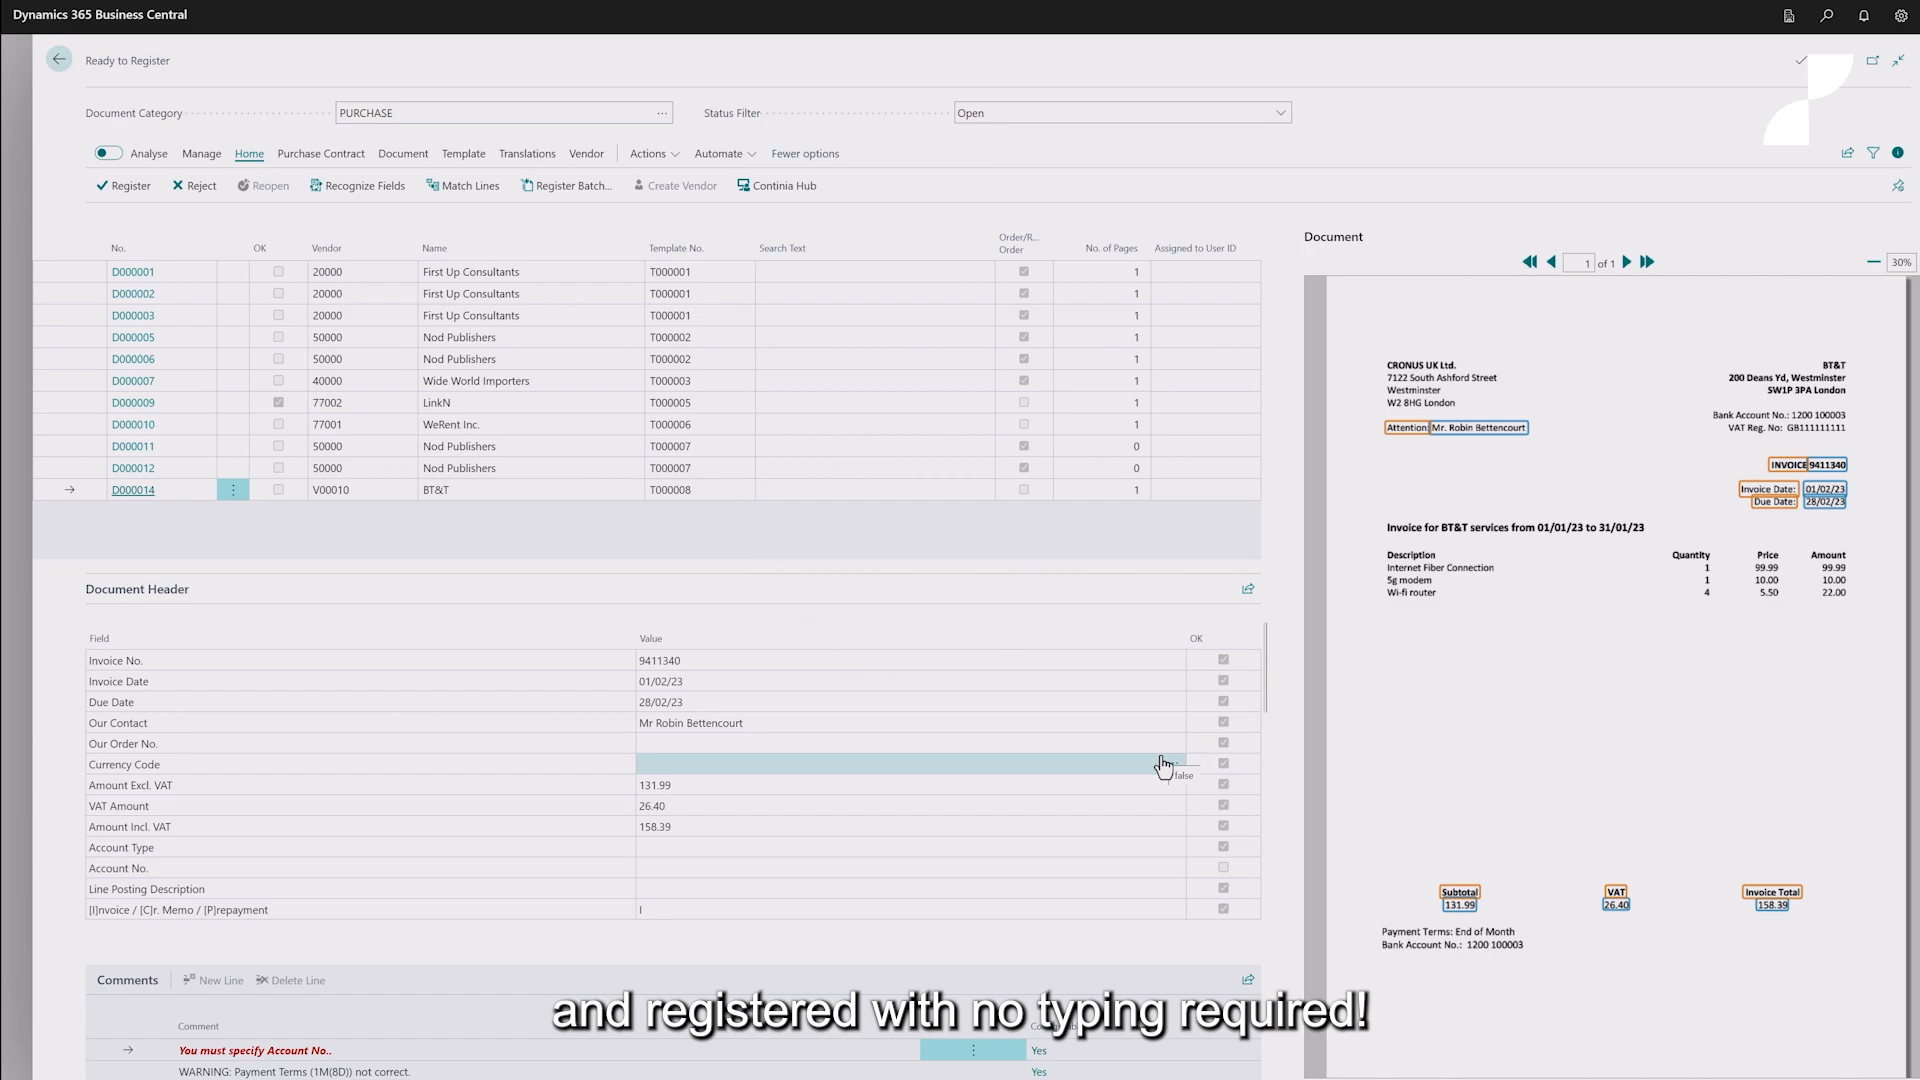 Dynamics 365 Business Central
Ready to Register
Document Category PURCHASE ... Status Filter Open
Analyse Manage Home Purchase Contract Document Template Translations Vendor Actions Automate Fewer options
Register Reject Reopen Recognize Fields Match Lines Register Batch... Create Vendor Continia Hub
No. OK Vendor Name Template No. Search Text Order/R... Order No. of Pages Assigned to User ID
D000001 20000 First Up Consultants T000001 1
D000002 20000 First Up Consultants T000001 1
D000003 20000 First Up Consultants T000001 1
D000005 50000 Nod Publishers T000002 1
D000006 50000 Nod Publishers T000002 1
D000007 40000 Wide World Importers T000003 1
D000009 77002 LinkN T000005 1
D000010 77001 WeRent Inc. T000006 1
D000011 50000 Nod Publishers T000007 0
D000012 50000 Nod Publishers T000007 0
D000014 V00010 BT&T T000008 1
Document Header
Field Value OK
Invoice No. 9411340
Invoice Date 01/02/23
Due Date 28/02/23
Our Contact Mr Robin Bettencourt
Our Order No.
Currency Code
false
Amount Excl. VAT 131.99
VAT Amount 26.40
Amount Incl. VAT 158.39
Account Type
Account No.
Line Posting Description
[I]nvoice / [C]r. Memo / [P]repayment I
Comments New Line Delete Line
Comment
You must specify Account No.. Yes
WARNING: Payment Terms (1M(8D)) not correct. Yes
Document
1 of 1 30%
CRONUS UK Ltd. BT&T
7122 South Ashford Street 200 Deans Yd, Westminster
Westminster SW1P 3PA London
W2 8HG London
Bank Account No.: 1200 100003
Attention: Mr. Robin Bettencourt VAT Reg. No: GB111111111
INVOICE 9411340
Invoice Date: 01/02/23
Due Date: 28/02/23
Invoice for BT&T services from 01/01/23 to 31/01/23
Description Quantity Price Amount
Internet Fiber Connection 1 99.99 99.99
5g modem 1 10.00 10.00
Wi-fi router 4 5.50 22.00
Subtotal VAT Invoice Total
131.99 26.40 158.39
Payment Terms: End of Month
Bank Account No.: 1200 100003
and registered with no typing required!